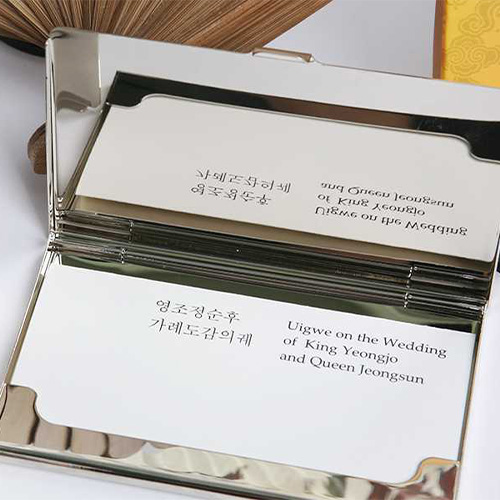 영조정순후
가례도감의궤
Uigwe on the Wedding
of King Yeongjo
and Queen Jeongsun